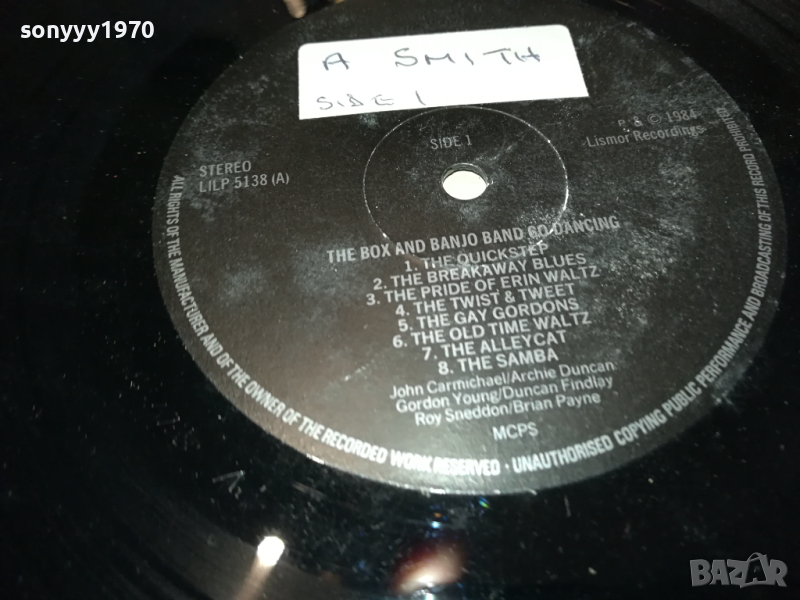 sonyyy1970
A SMITH
SIDE 1
P. & © 1984
Lismor Recordings
SIDE 1
STEREO
LILP 5138 (A)
THE BOX AND BANJO BAND GO DANCING
1. THE QUICKSTEP
2. THE BREAKAWAY BLUES
3. THE PRIDE OF ERIN WALTZ
4. THE TWIST & TWEET
5. THE GAY GORDONS
6. THE OLD TIME WALTZ
7. THE ALLEYCAT
8. THE SAMBA
John Carmichael/Archie Duncan
Gordon Young/Duncan Findlay
Roy Sneddon/Brian Payne
MCPS
ALL RIGHTS OF THE MANUFACTURER AND OF THE OWNER OF THE RECORDED WORK RESERVED · UNAUTHORISED COPYING PUBLIC PERFORMANCE AND BROADCASTING OF THIS RECORD PROHIBITED
BAZAR